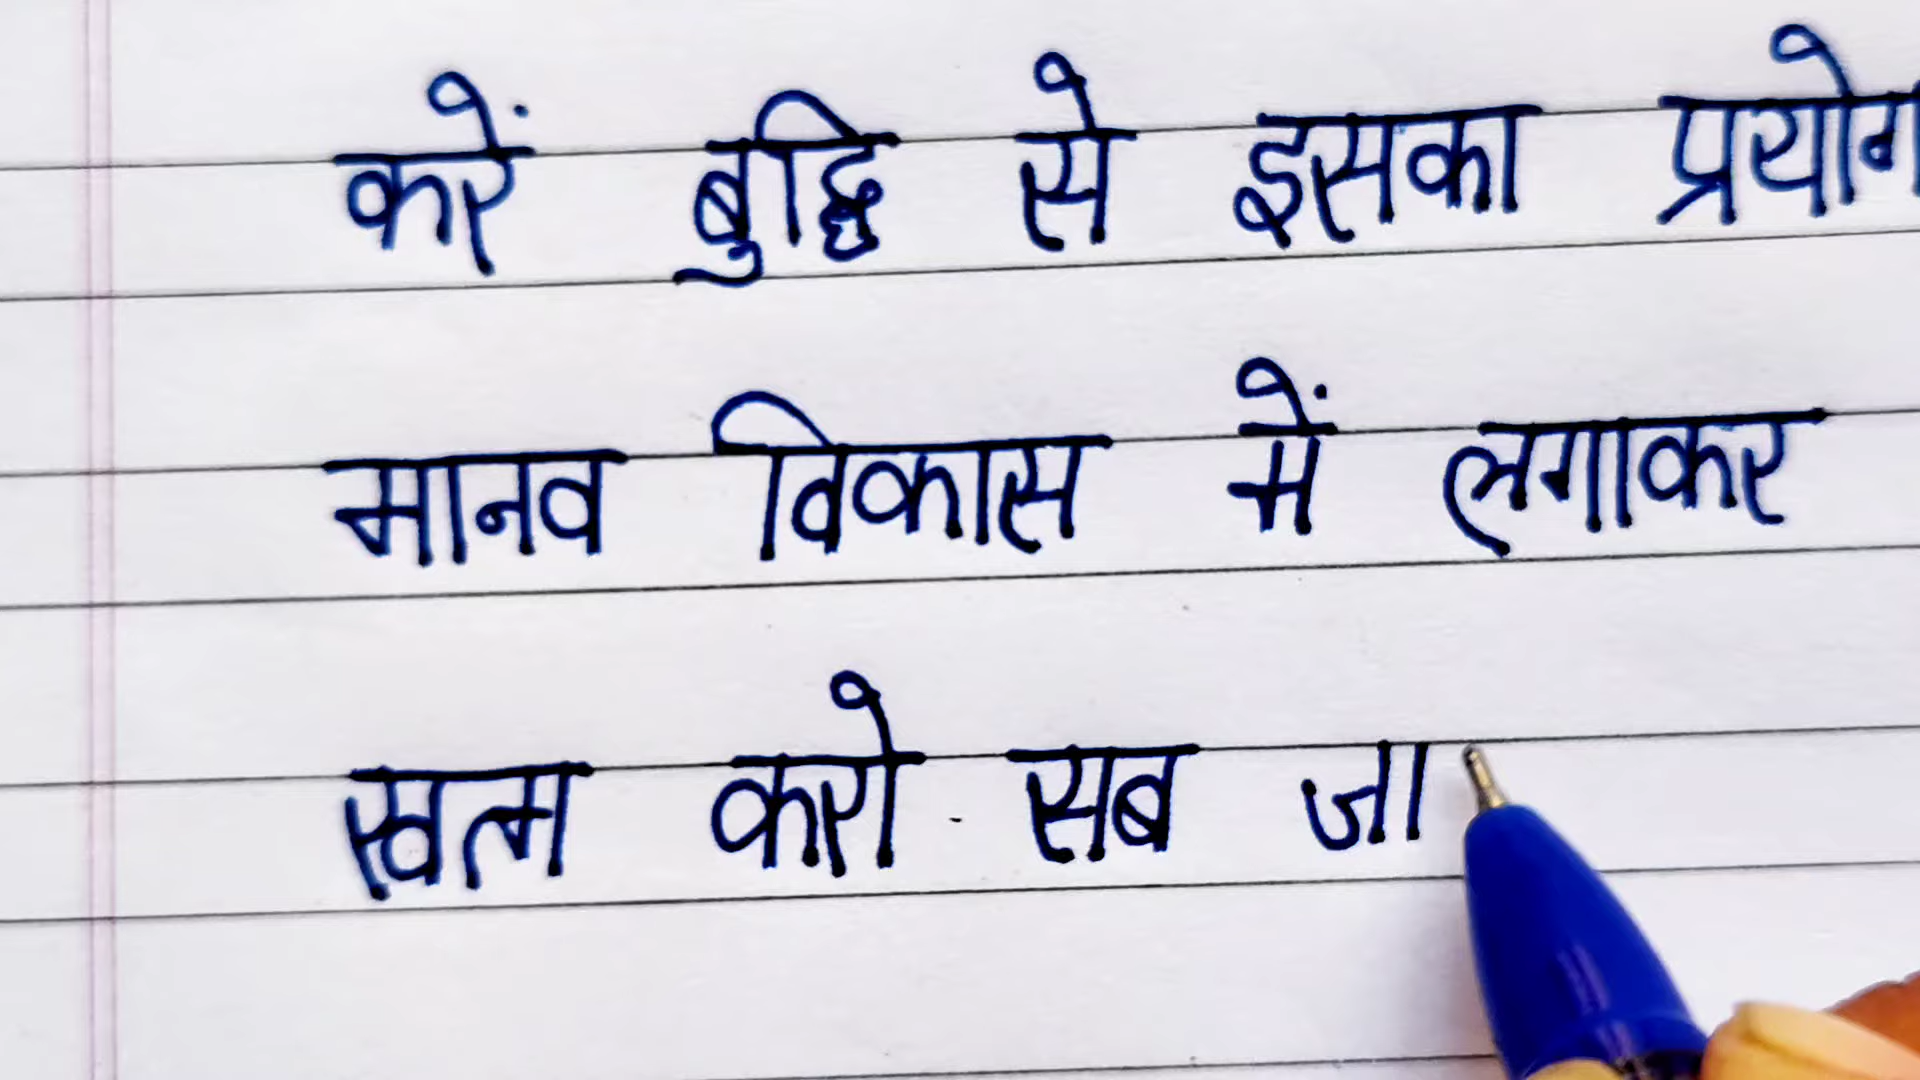 करें बुद्धि से इसका प्रयोग
मानव विकास में लगाकर
खत्म करो सब जा